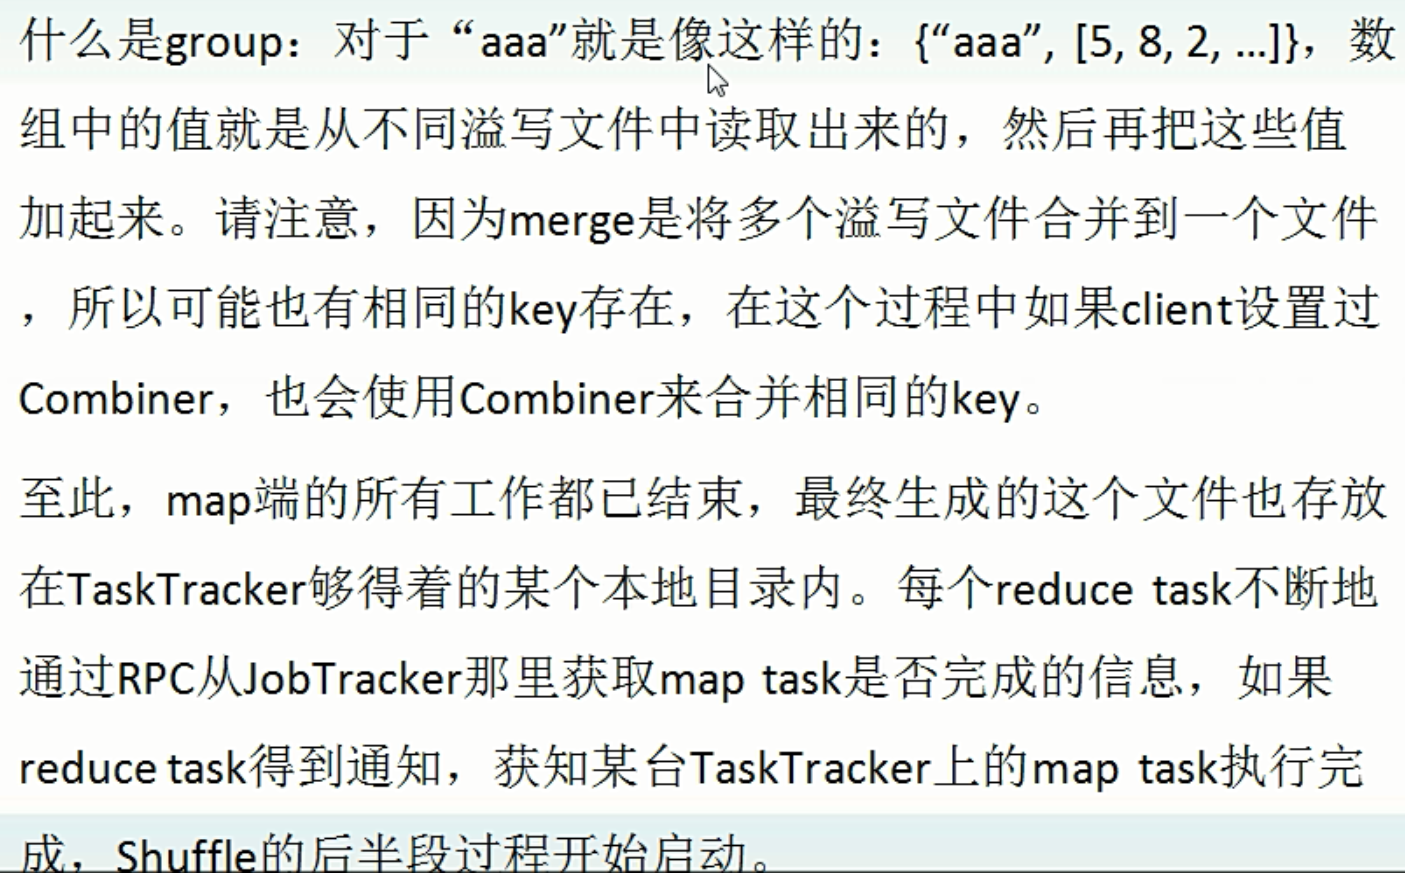 什么是group：对于“aaa”就是像这样的：{“aaa”, [5, 8, 2, …]}，数
组中的值就是从不同溢写文件中读取出来的，然后再把这些值
加起来。请注意，因为merge是将多个溢写文件合并到一个文件
，所以可能也有相同的key存在，在这个过程中如果client设置过
Combiner，也会使用Combiner来合并相同的key。
至此，map端的所有工作都已结束，最终生成的这个文件也存放
在TaskTracker够得着的某个本地目录内。每个reduce task不断地
通过RPC从JobTracker那里获取map task是否完成的信息，如果
reduce task得到通知，获知某台TaskTracker上的map task执行完
成，Shuffle的后半段过程开始启动。